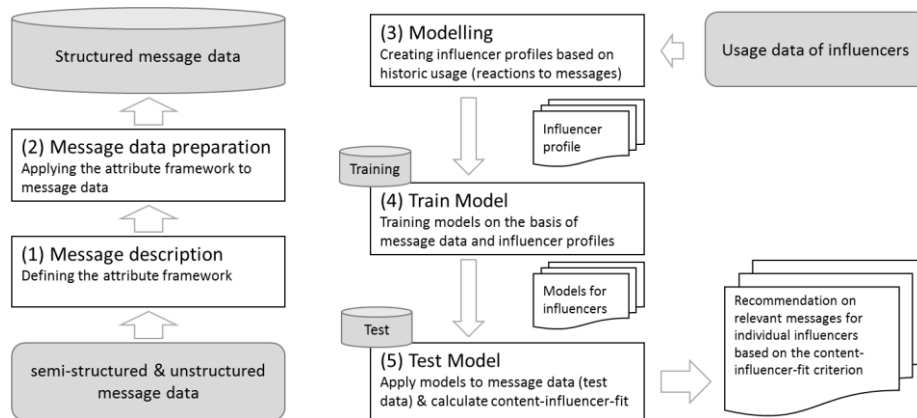 Structured message data
(2) Message data preparation
Applying the attribute framework to
message data
(1) Message description
Defining the attribute framework
semi-structured & unstructured
message data
(3) Modelling
Creating influencer profiles based on
historic usage (reactions to messages)
Usage data of influencers
Influencer
profile
Training
(4) Train Model
Training models on the basis of
message data and influencer profiles
Models for
influencers
Test
(5) Test Model
Apply models to message data (test
data) & calculate content-influencer-fit
Recommendation on
relevant messages for
individual influencers
based on the content-
influencer-fit criterion